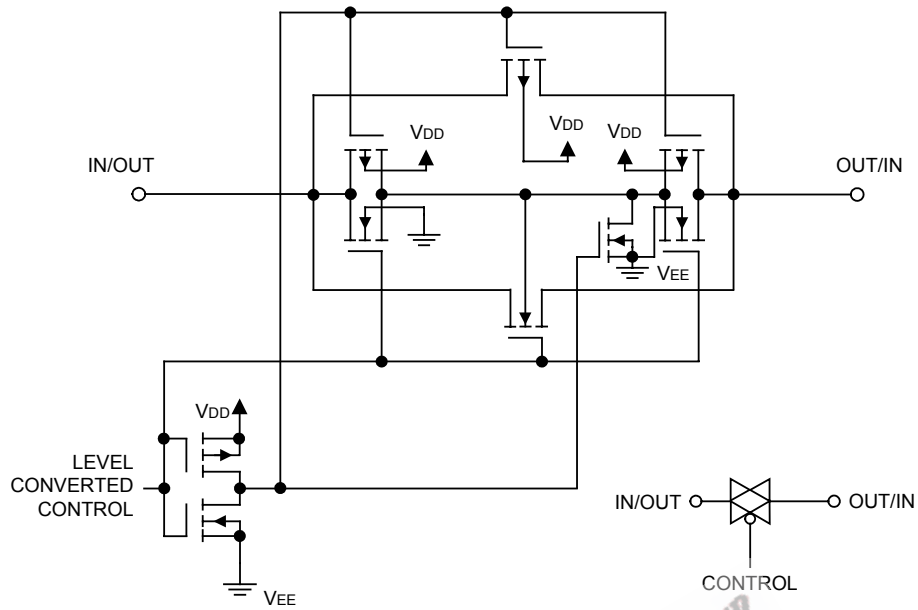 VDD
VDD
VDD
IN/OUT
OUT/IN
VEE
VDD
LEVEL
CONVERTED
CONTROL
IN/OUT
OUT/IN
CONTROL
VEE